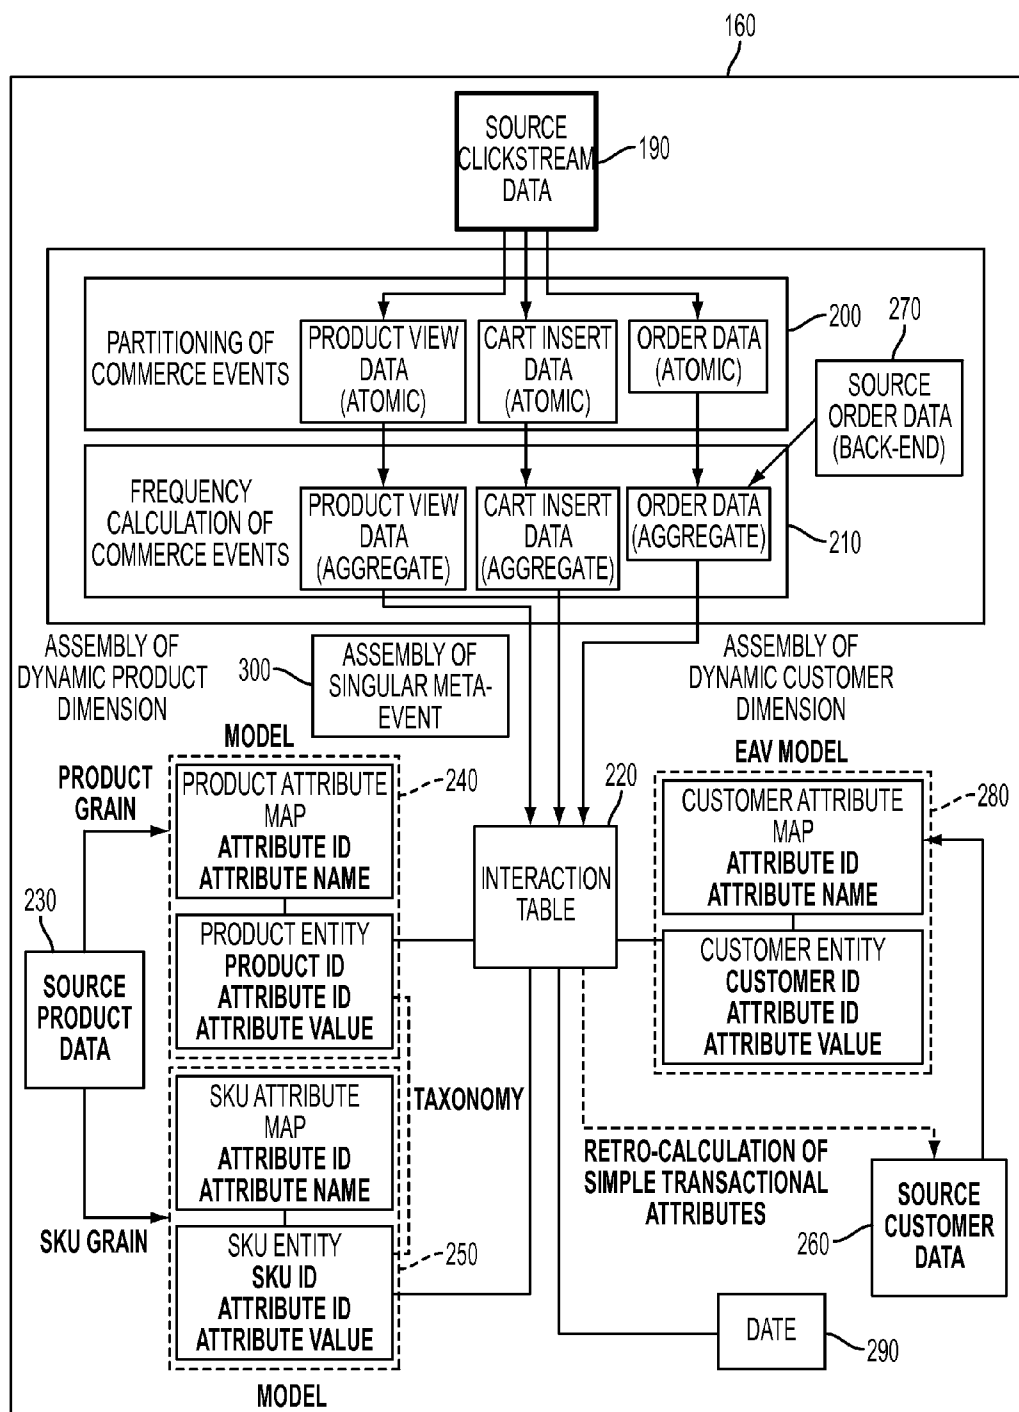 160
SOURCE
CLICKSTREAM
DATA
190
PARTITIONING OF
COMMERCE EVENTS
PRODUCT VIEW
DATA
(ATOMIC)
CART INSERT
DATA
(ATOMIC)
ORDER DATA
(ATOMIC)
200
270
SOURCE
ORDER DATA
(BACK-END)
FREQUENCY
CALCULATION OF
COMMERCE EVENTS
PRODUCT VIEW
DATA
(AGGREGATE)
CART INSERT
DATA
(AGGREGATE)
ORDER DATA
(AGGREGATE)
210
ASSEMBLY OF
DYNAMIC PRODUCT
DIMENSION
300
ASSEMBLY OF
SINGULAR META-
EVENT
ASSEMBLY OF
DYNAMIC CUSTOMER
DIMENSION
MODEL
EAV MODEL
PRODUCT
GRAIN
PRODUCT ATTRIBUTE
MAP
ATTRIBUTE ID
ATTRIBUTE NAME
240
220
INTERACTION
TABLE
CUSTOMER ATTRIBUTE
MAP
ATTRIBUTE ID
ATTRIBUTE NAME
280
230
SOURCE
PRODUCT
DATA
PRODUCT ENTITY
PRODUCT ID
ATTRIBUTE ID
ATTRIBUTE VALUE
CUSTOMER ENTITY
CUSTOMER ID
ATTRIBUTE ID
ATTRIBUTE VALUE
TAXONOMY
SKU ATTRIBUTE
MAP
ATTRIBUTE ID
ATTRIBUTE NAME
RETRO-CALCULATION OF
SIMPLE TRANSACTIONAL
ATTRIBUTES
SKU GRAIN
SKU ENTITY
SKU ID
ATTRIBUTE ID
ATTRIBUTE VALUE
250
260
SOURCE
CUSTOMER
DATA
DATE
290
MODEL